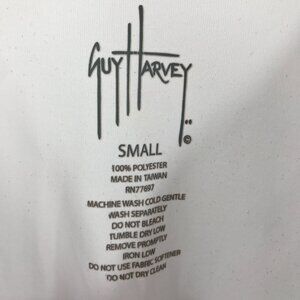 GUY HARVEY
©
SMALL
100% POLYESTER
MADE IN TAIWAN
RN77697
MACHINE WASH COLD GENTLE
WASH SEPARATELY
DO NOT BLEACH
TUMBLE DRY LOW
REMOVE PROMPTLY
IRON LOW
DO NOT USE FABRIC SOFTENER
DO NOT DRY CLEAN